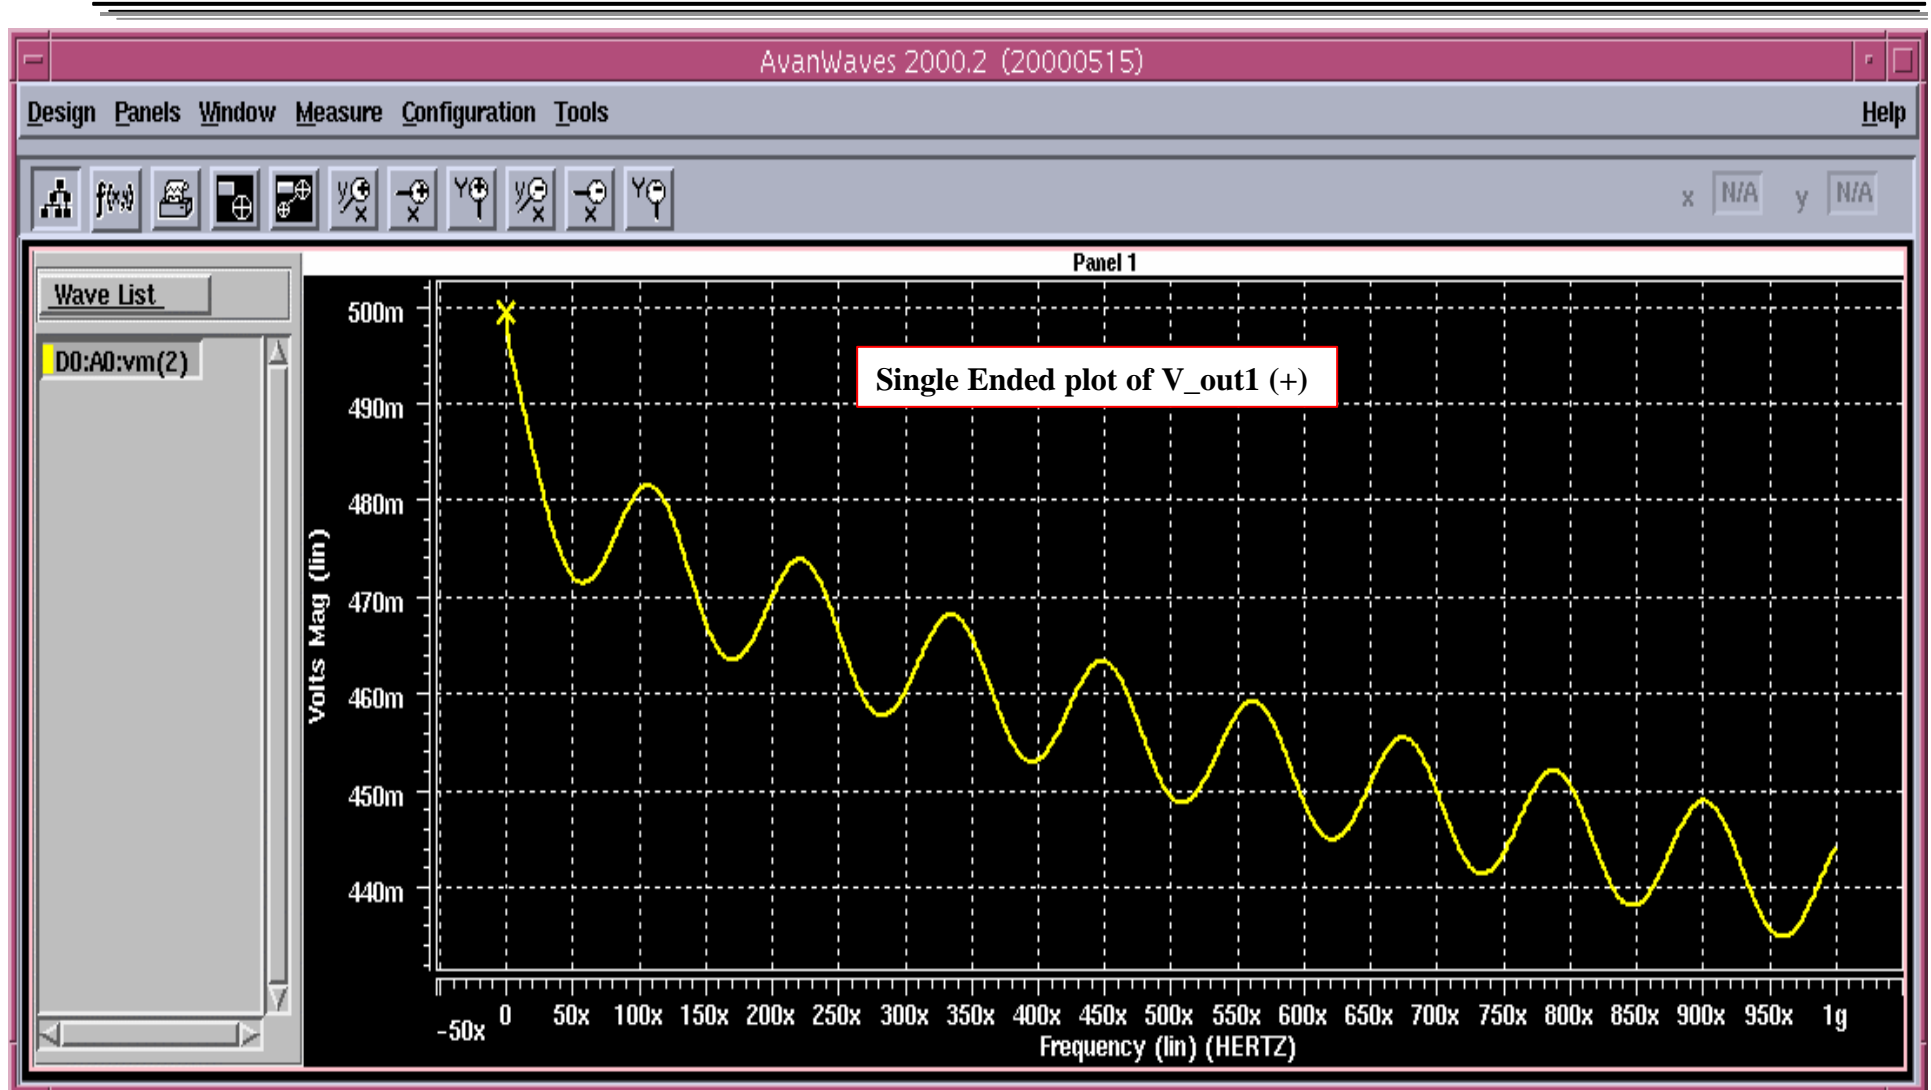 AvanWaves 2000.2 (20000515)
Design Panels Window Measure Configuration Tools Help
f(x,y) y x x Y y x x Y x N/A y N/A
Panel 1
Wave List
D0:A0:vm(2)
Single Ended plot of V_out1 (+)
Volts Mag (lin)
500m
490m
480m
470m
460m
450m
440m
-50x 0 50x 100x 150x 200x 250x 300x 350x 400x 450x 500x 550x 600x 650x 700x 750x 800x 850x 900x 950x 1g
Frequency (lin) (HERTZ)